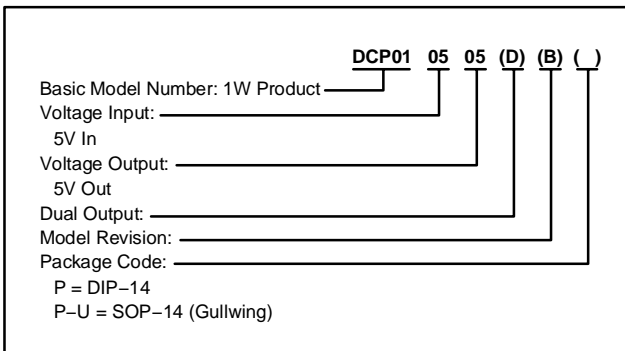 DCP01 05 05 (D) (B) ( )
Basic Model Number: 1W Product
Voltage Input:
5V In
Voltage Output:
5V Out
Dual Output:
Model Revision:
Package Code:
P = DIP−14
P−U = SOP−14 (Gullwing)